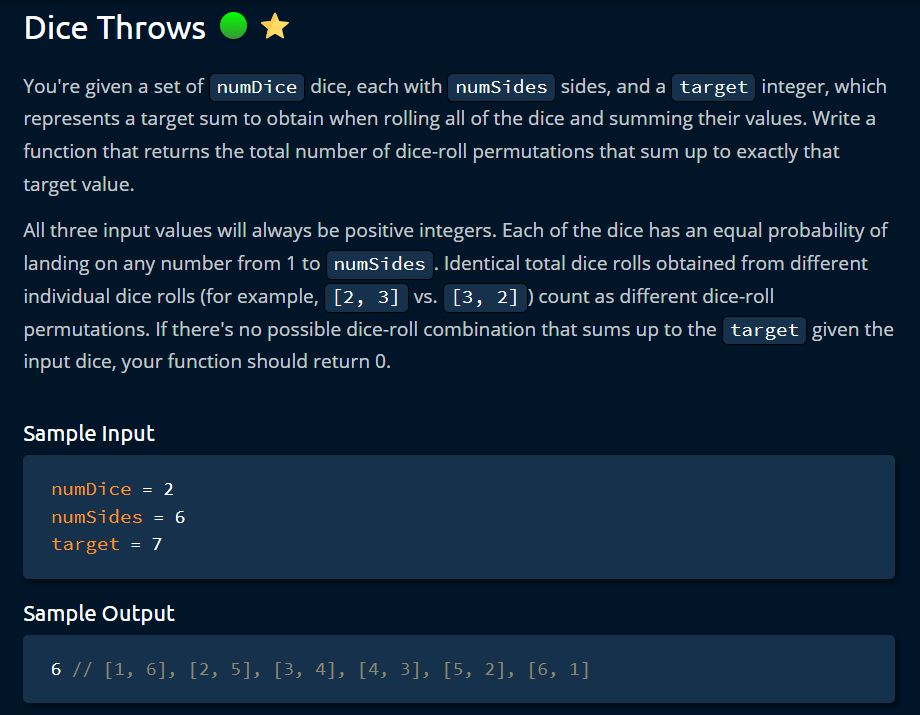 Dice Throws
You're given a set of numDice dice, each with numSides sides, and a target integer, which
represents a target sum to obtain when rolling all of the dice and summing their values. Write a
function that returns the total number of dice-roll permutations that sum up to exactly that
target value.
All three input values will always be positive integers. Each of the dice has an equal probability of
landing on any number from 1 to numSides. Identical total dice rolls obtained from different
individual dice rolls (for example, [2, 3] vs. [3, 2]) count as different dice-roll
permutations. If there's no possible dice-roll combination that sums up to the target given the
input dice, your function should return 0.
Sample Input
numDice = 2
numSides = 6
target = 7
Sample Output
6 // [1, 6], [2, 5], [3, 4], [4, 3], [5, 2], [6, 1]